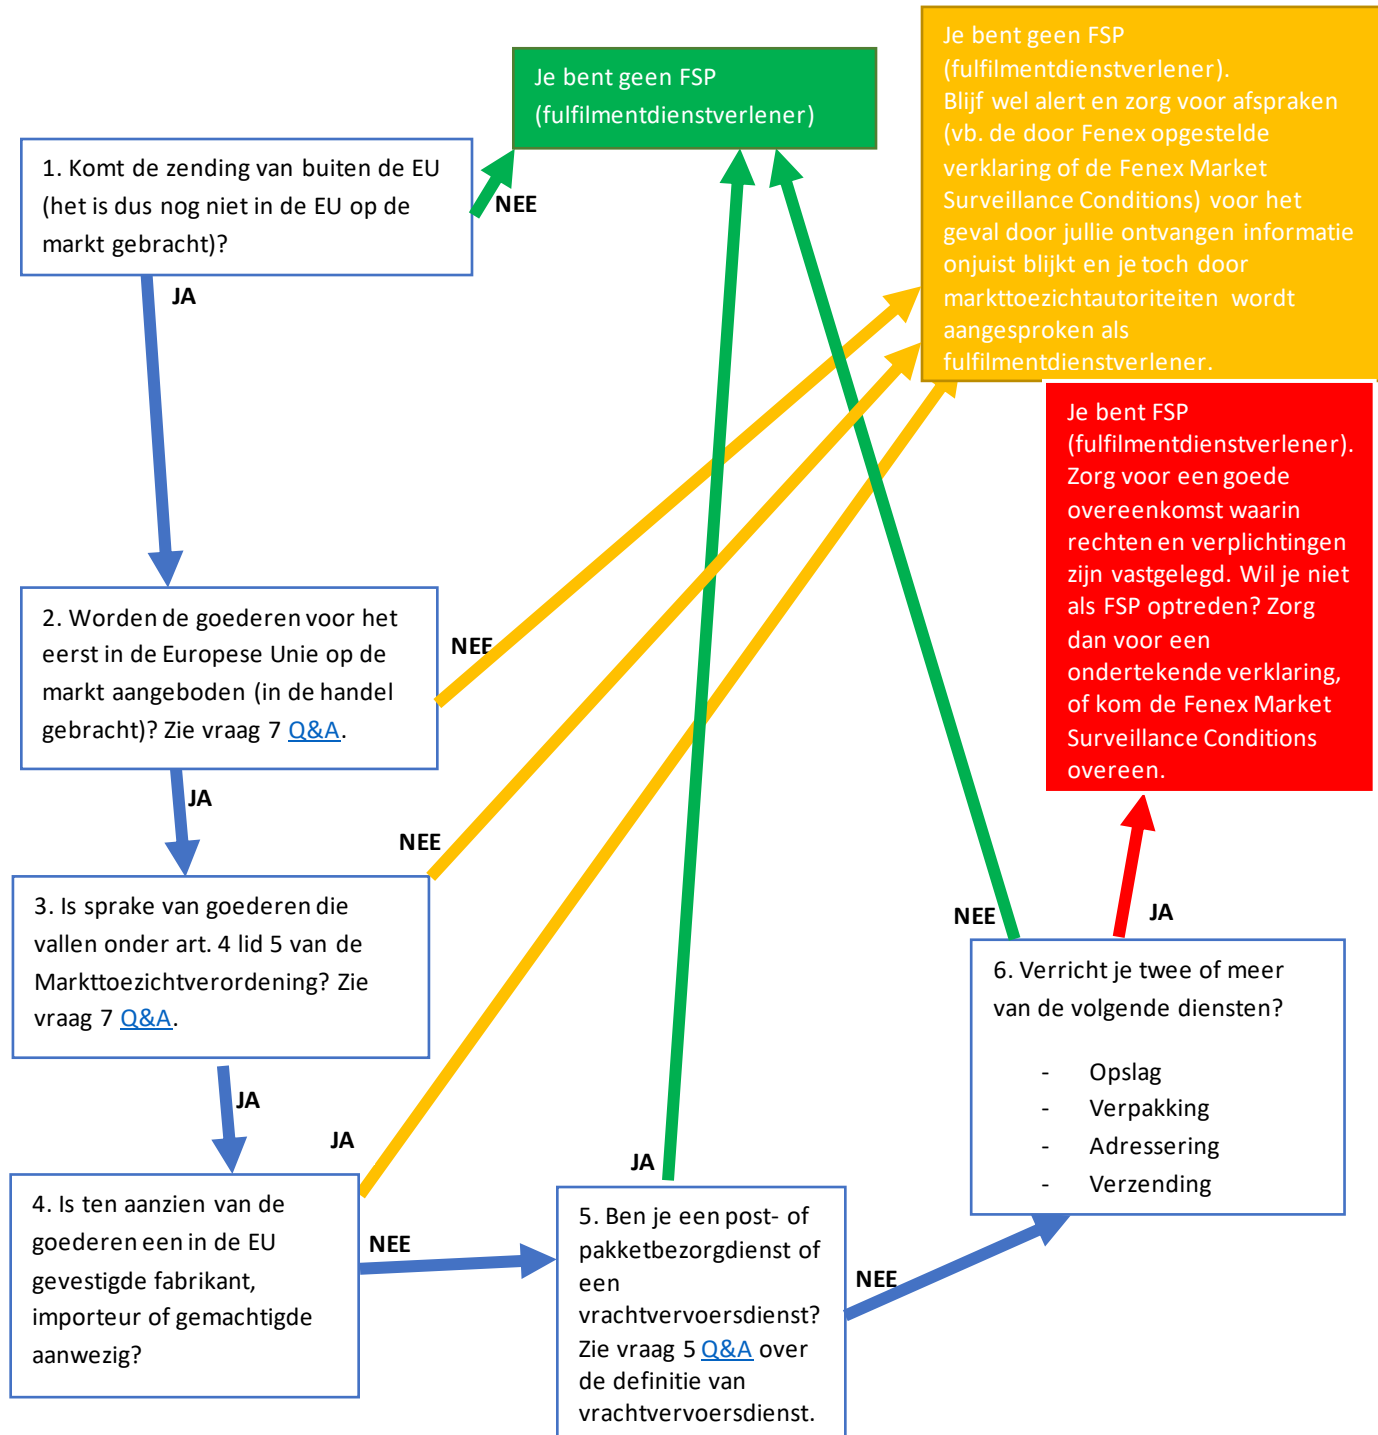 Je bent geen FSP
(fulfilmentdienstverlener)
Je bent geen FSP
(fulfilmentdienstverlener).
Blijf wel alert en zorg voor afspraken
(vb. de door Fenex opgestelde
verklaring of de Fenex Market
Surveillance Conditions) voor het
geval door jullie ontvangen informatie
onjuist blijkt en je toch door
markttoezichtautoriteiten wordt
aangesproken als
fulfilmentdienstverlener.
1. Komt de zending van buiten de EU
(het is dus nog niet in de EU op de
markt gebracht)?
NEE
JA
Je bent FSP
(fulfilmentdienstverlener).
Zorg voor een goede
overeenkomst waarin
rechten en verplichtingen
zijn vastgelegd. Wil je niet
als FSP optreden? Zorg
dan voor een
ondertekende verklaring,
of kom de Fenex Market
Surveillance Conditions
overeen.
2. Worden de goederen voor het
eerst in de Europese Unie op de
markt aangeboden (in de handel
gebracht)? Zie vraag 7 Q&A.
NEE
JA
NEE
3. Is sprake van goederen die
vallen onder art. 4 lid 5 van de
Markttoezichtverordening? Zie
vraag 7 Q&A.
NEE
JA
6. Verricht je twee of meer
van de volgende diensten?
- Opslag
- Verpakking
- Adressering
- Verzending
JA
JA
JA
4. Is ten aanzien van de
goederen een in de EU
gevestigde fabrikant,
importeur of gemachtigde
aanwezig?
NEE
5. Ben je een post- of
pakketbezorgdienst of
een
vrachtvervoersdienst?
Zie vraag 5 Q&A over
de definitie van
vrachtvervoersdienst.
NEE